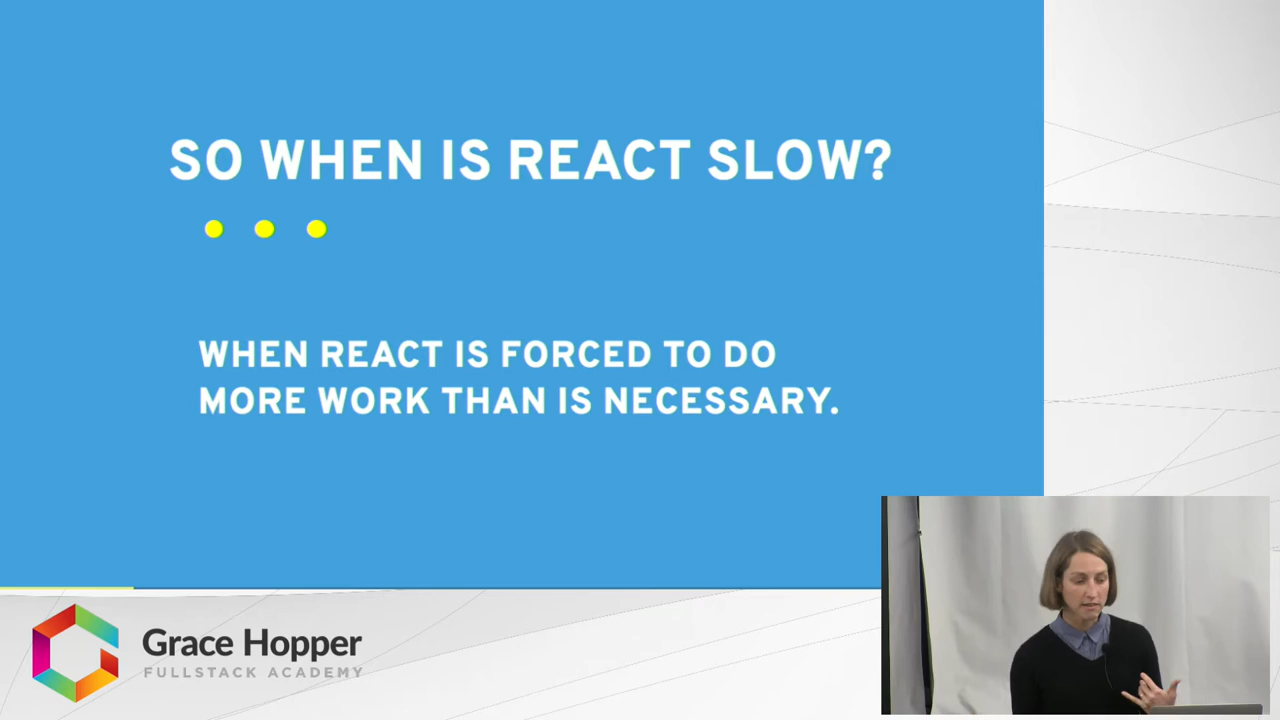 SO WHEN IS REACT SLOW?
WHEN REACT IS FORCED TO DO
MORE WORK THAN IS NECESSARY.
Grace Hopper
FULLSTACK ACADEMY